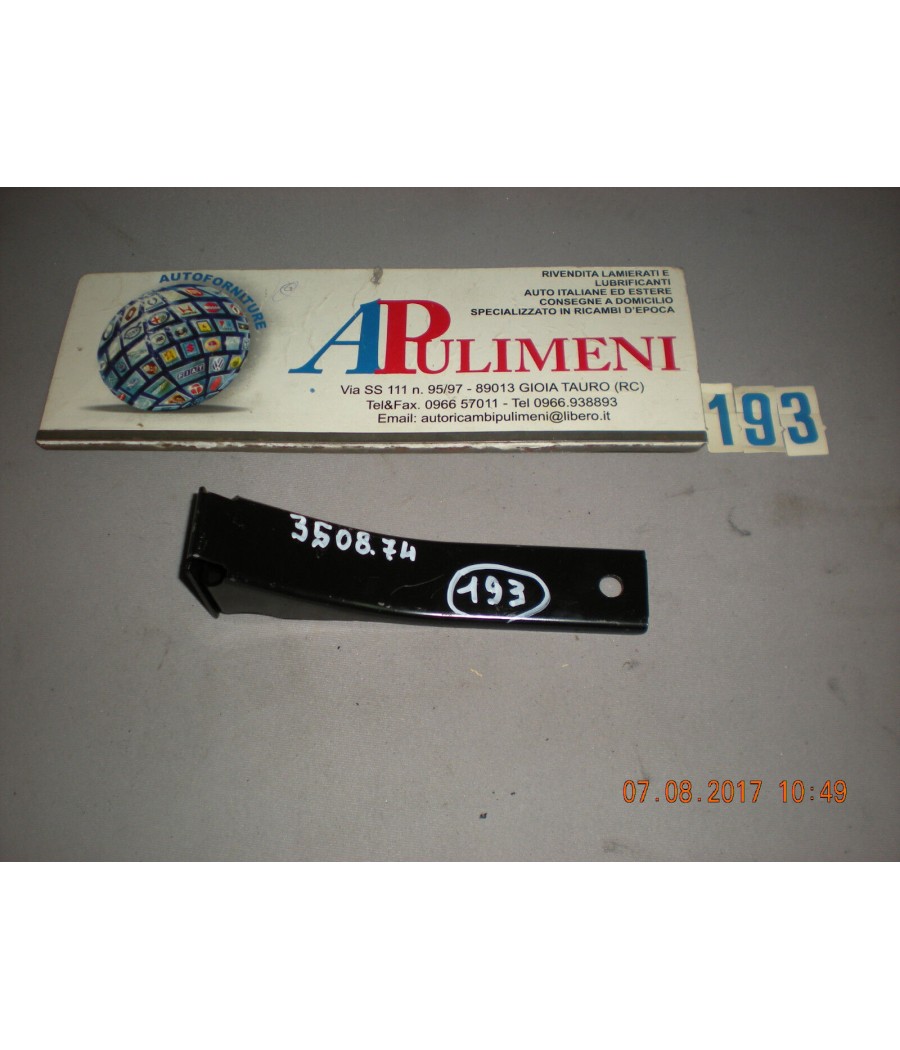 AUTOFORNITURE
RIVENDITA LAMIERATI E
LUBRIFICANTI
AUTO ITALIANE ED ESTERE
CONSEGNE A DOMICILIO
SPECIALIZZATO IN RICAMBI D'EPOCA
APULIMENI
Via SS 111 n. 95/97 - 89013 GIOIA TAURO (RC)
Tel&Fax. 0966 57011 - Tel 0966.938893
Email: autoricambipulimeni@libero.it
193
3508.74
193
07.08.2017 10:49